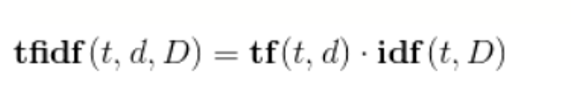 tfidf(t, d, D) = tf(t, d) · idf(t, D)